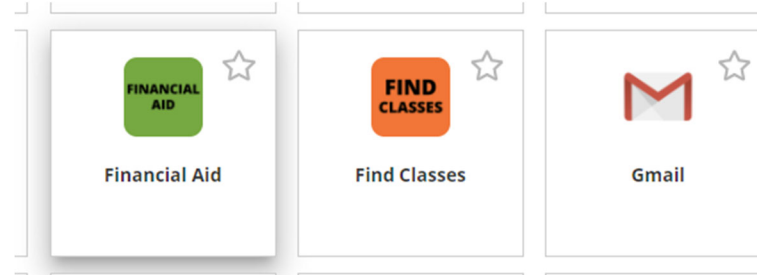 FINANCIAL
AID
Financial Aid
FIND
CLASSES
Find Classes
Gmail